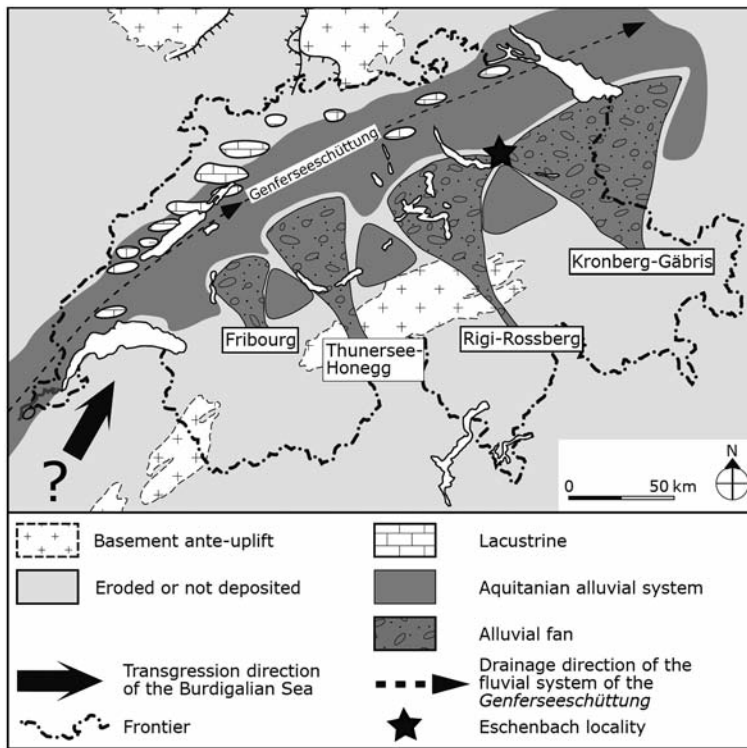 Genferseeschüttung
Kronberg-Gäbris
Fribourg
Thunersee-
Honegg
Rigi-Rossberg
?
N
0
50 km
Basement ante-uplift
Lacustrine
Eroded or not deposited
Aquitanian alluvial system
Alluvial fan
Transgression direction
of the Burdigalian Sea
Drainage direction of the
fluvial system of the
Genferseeschüttung
Frontier
Eschenbach locality